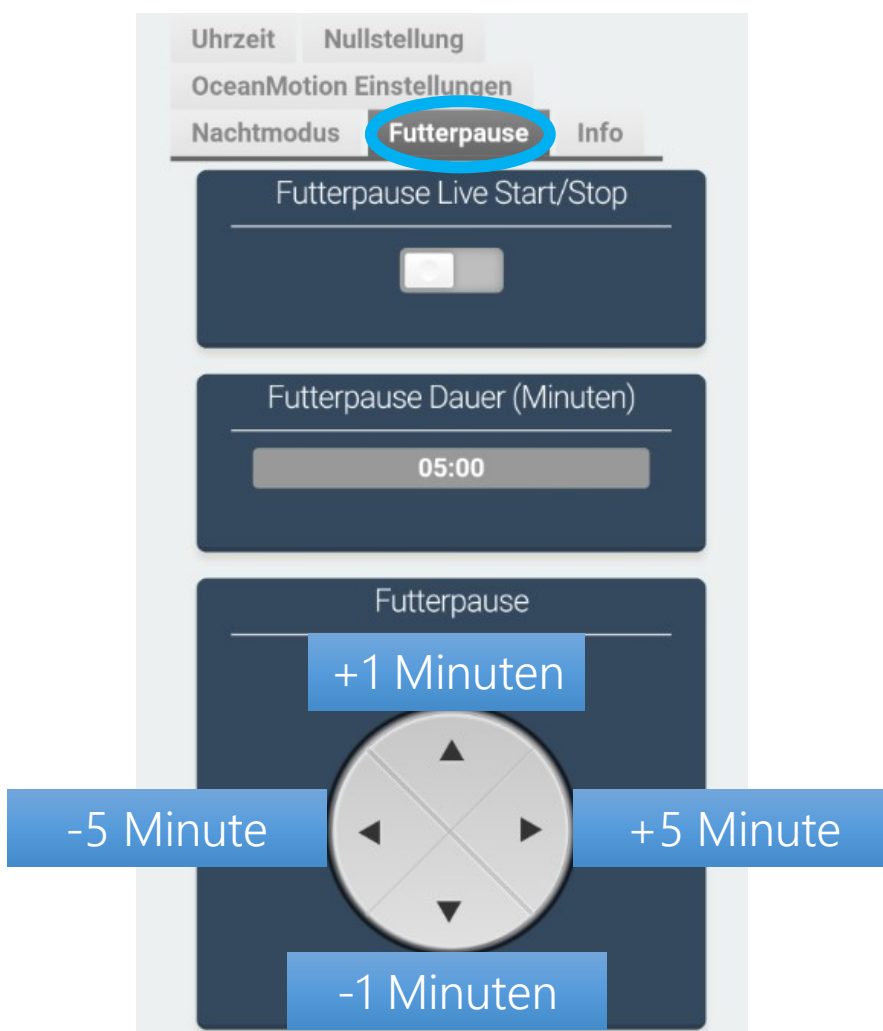 Uhrzeit Nullstellung
OceanMotion Einstellungen
Nachtmodus Futterpause Info
Futterpause Live Start/Stop
Futterpause Dauer (Minuten)
05:00
Futterpause
+1 Minuten
-5 Minute +5 Minute
-1 Minuten